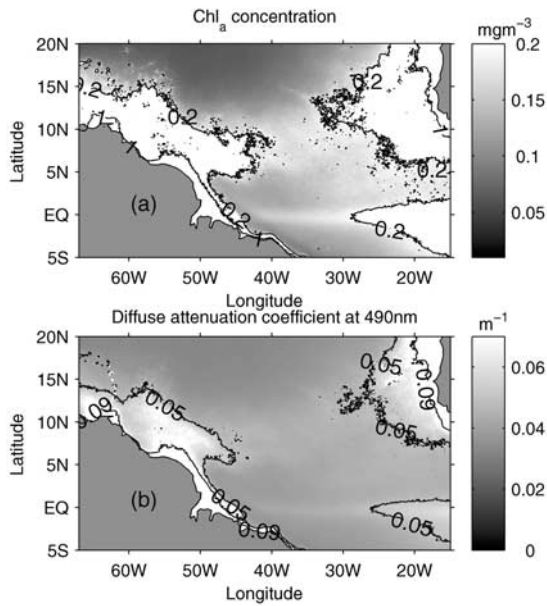 Chl_a concentration
mgm⁻³
20N
15N
10N
5N
EQ
5S
Latitude
0.2
0.2
0.2
0.2
0.2
0.2
1
1
1
1
(a)
60W 50W 40W 30W 20W
Longitude
0.2
0.15
0.1
0.05
Diffuse attenuation coefficient at 490nm
m⁻¹
20N
15N
10N
5N
EQ
5S
Latitude
0.05
0.09
0.09
0.05
0.05
0.05
0.09
0.05
(b)
60W 50W 40W 30W 20W
Longitude
0.06
0.04
0.02
0